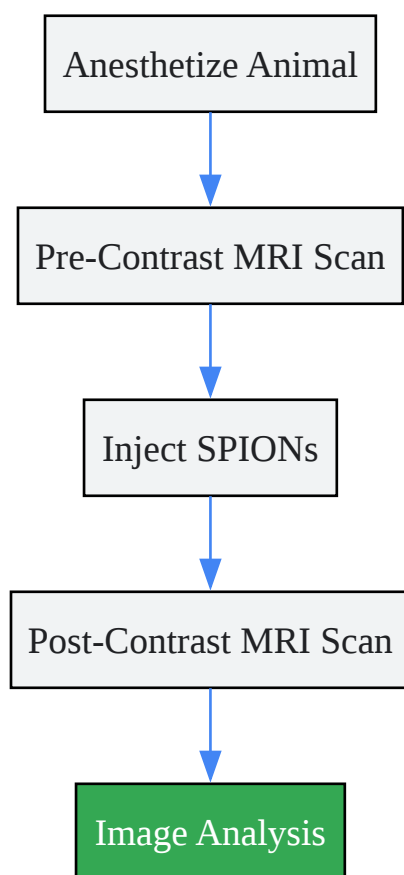 Anesthetize Animal
Pre-Contrast MRI Scan
Inject SPIONs
Post-Contrast MRI Scan
Image Analysis